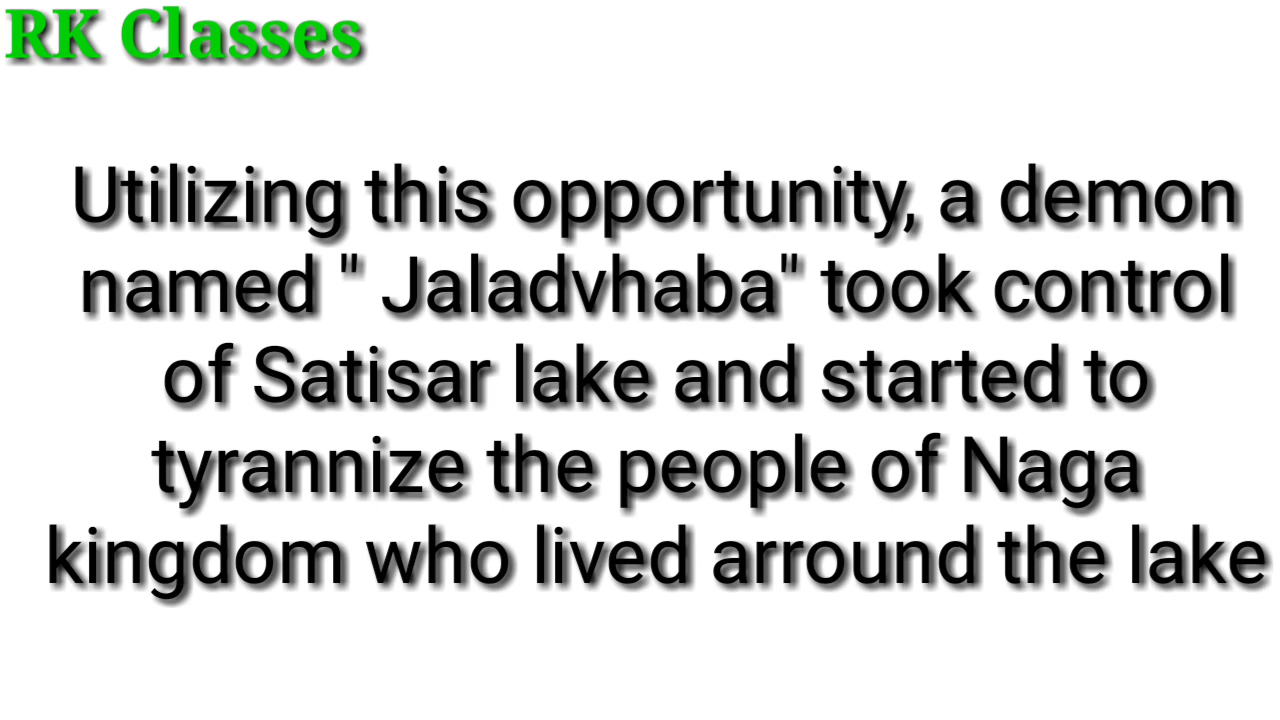 RK Classes
Utilizing this opportunity, a demon
named " Jaladvhaba" took control
of Satisar lake and started to
tyrannize the people of Naga
kingdom who lived arround the lake